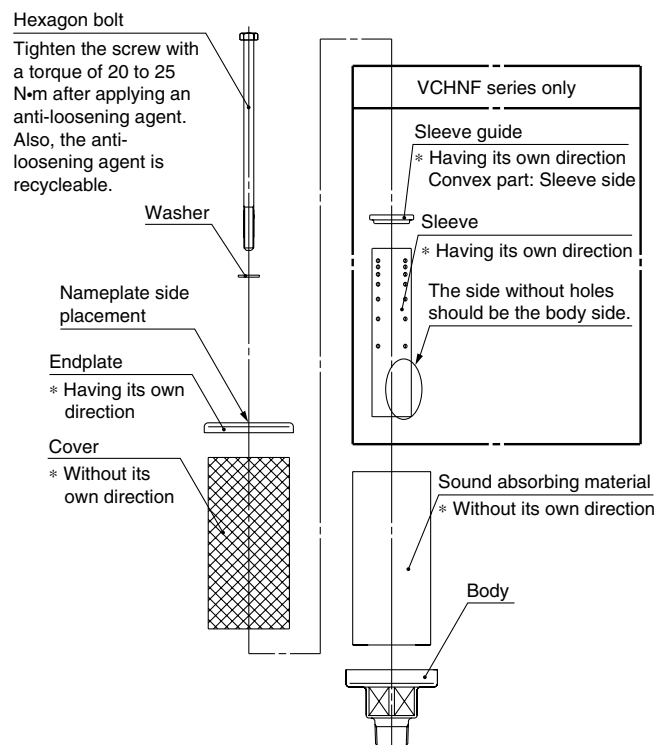 Hexagon bolt
Tighten the screw with
a torque of 20 to 25
N•m after applying an
anti-loosening agent.
Also, the anti-
loosening agent is
recycleable.
Washer
Nameplate side
placement
Endplate
* Having its own
direction
Cover
* Without its
own direction
VCHNF series only
Sleeve guide
* Having its own direction
Convex part: Sleeve side
Sleeve
* Having its own direction
The side without holes
should be the body side.
Sound absorbing material
* Without its own direction
Body